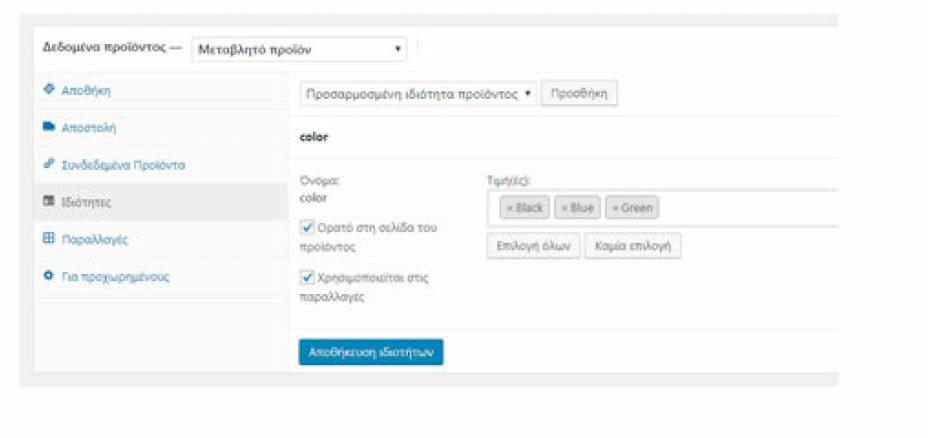 Δεδομένα προϊόντος — Μεταβλητό προϊόν
Αποθήκη
Αποστολή
Συνδεδεμένα Προϊόντα
Ιδιότητες
Παραλλαγές
Για προχωρημένους
Προσαρμοσμένη ιδιότητα προϊόντος Προσθήκη
color
Όνομα:
color
Ορατό στη σελίδα του
προϊόντος
Χρησιμοποιείται στις
παραλλαγές
Τιμή(ές):
× Black × Blue × Green
Επιλογή όλων Καμία επιλογή
Αποθήκευση ιδιοτήτων